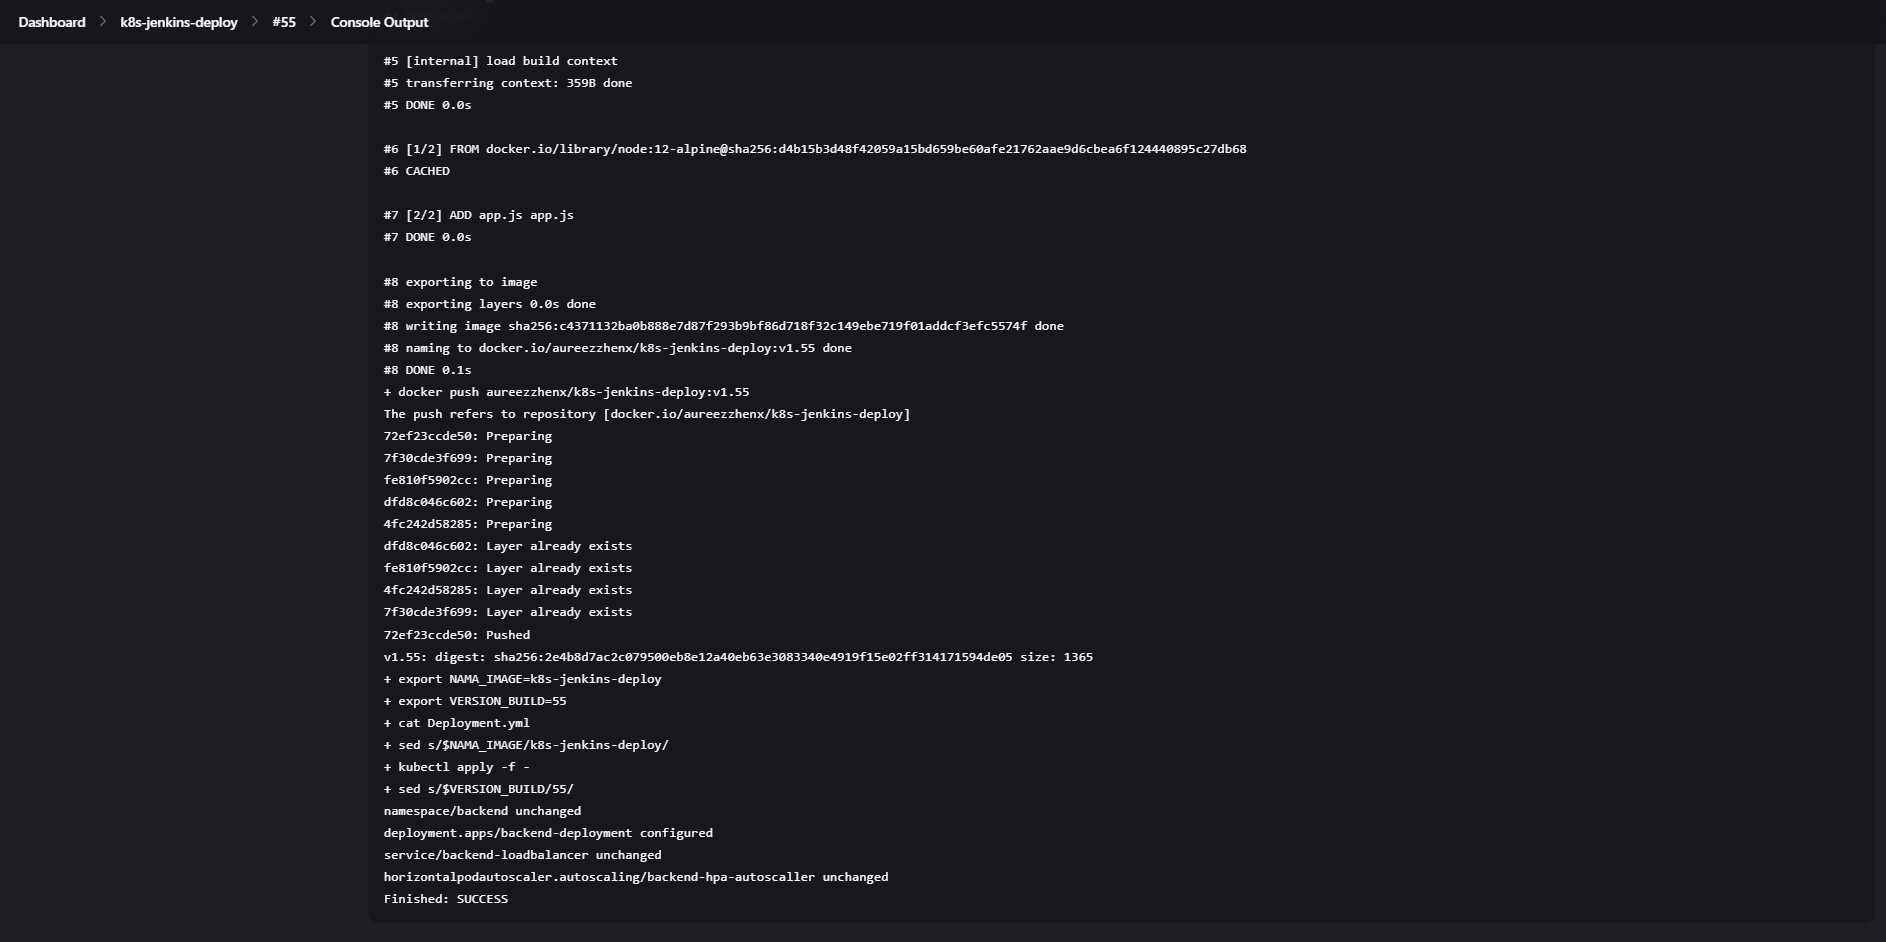 Dashboard > k8s-jenkins-deploy > #55 > Console Output
#5 [internal] load build context
#5 transferring context: 359B done
#5 DONE 0.0s
#6 [1/2] FROM docker.io/library/node:12-alpine@sha256:d4b15b3d48f42059a15bd659be60afe21762aae9d6cbea6f124440895c27db68
#6 CACHED
#7 [2/2] ADD app.js app.js
#7 DONE 0.0s
#8 exporting to image
#8 exporting layers 0.0s done
#8 writing image sha256:c4371132ba0b888e7d87f293b9bf86d718f32c149ebe719f01addcf3efc5574f done
#8 naming to docker.io/aureezzhenx/k8s-jenkins-deploy:v1.55 done
#8 DONE 0.1s
+ docker push aureezzhenx/k8s-jenkins-deploy:v1.55
The push refers to repository [docker.io/aureezzhenx/k8s-jenkins-deploy]
72ef23ccde50: Preparing
7f30cde3f699: Preparing
fe810f5902cc: Preparing
dfd8c046c602: Preparing
4fc242d58285: Preparing
dfd8c046c602: Layer already exists
fe810f5902cc: Layer already exists
4fc242d58285: Layer already exists
7f30cde3f699: Layer already exists
72ef23ccde50: Pushed
v1.55: digest: sha256:2e4b8d7ac2c079500eb8e12a40eb63e3083340e4919f15e02ff314171594de05 size: 1365
+ export NAMA_IMAGE=k8s-jenkins-deploy
+ export VERSION_BUILD=55
+ cat Deployment.yml
+ sed s/$NAMA_IMAGE/k8s-jenkins-deploy/
+ kubectl apply -f -
+ sed s/$VERSION_BUILD/55/
namespace/backend unchanged
deployment.apps/backend-deployment configured
service/backend-loadbalancer unchanged
horizontalpodautoscaler.autoscaling/backend-hpa-autoscaller unchanged
Finished: SUCCESS